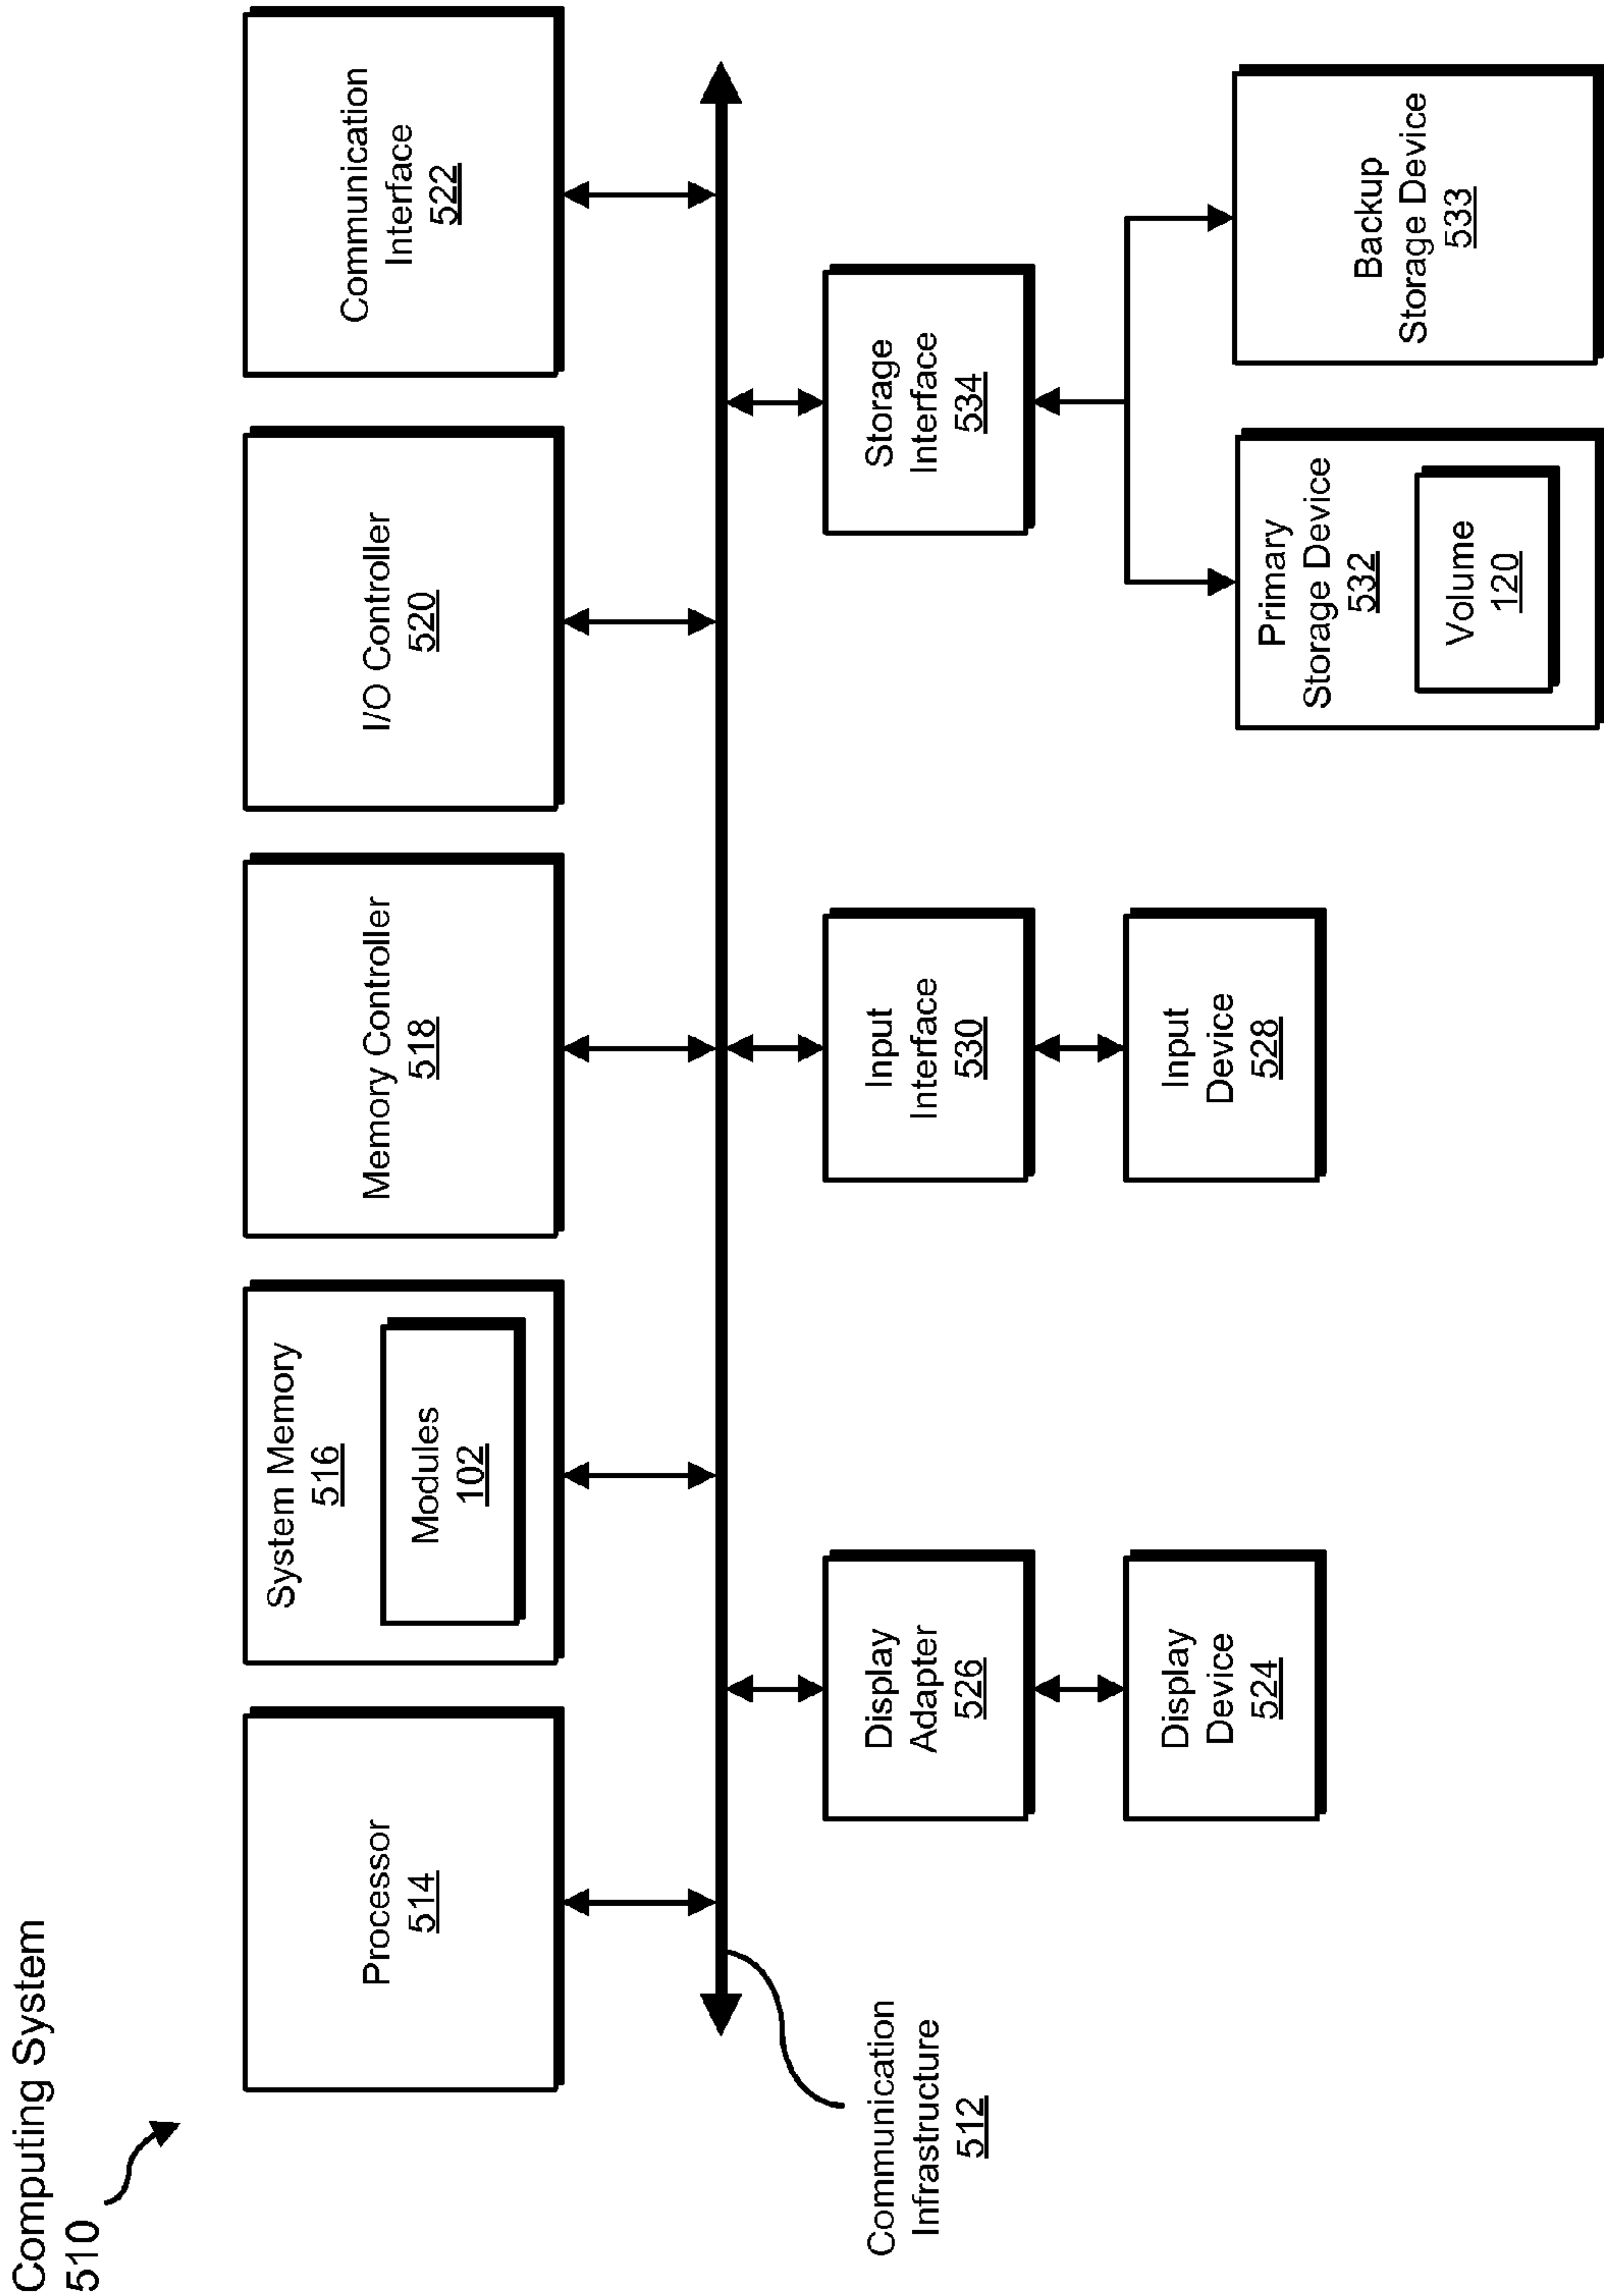 Computing System
510
Processor
514
System Memory
516
Modules
102
Memory Controller
518
I/O Controller
520
Communication
Interface
522
Communication
Infrastructure
512
Display
Adapter
526
Input
Interface
530
Storage
Interface
534
Display
Device
524
Input
Device
528
Primary
Storage Device
532
Volume
120
Backup
Storage Device
533